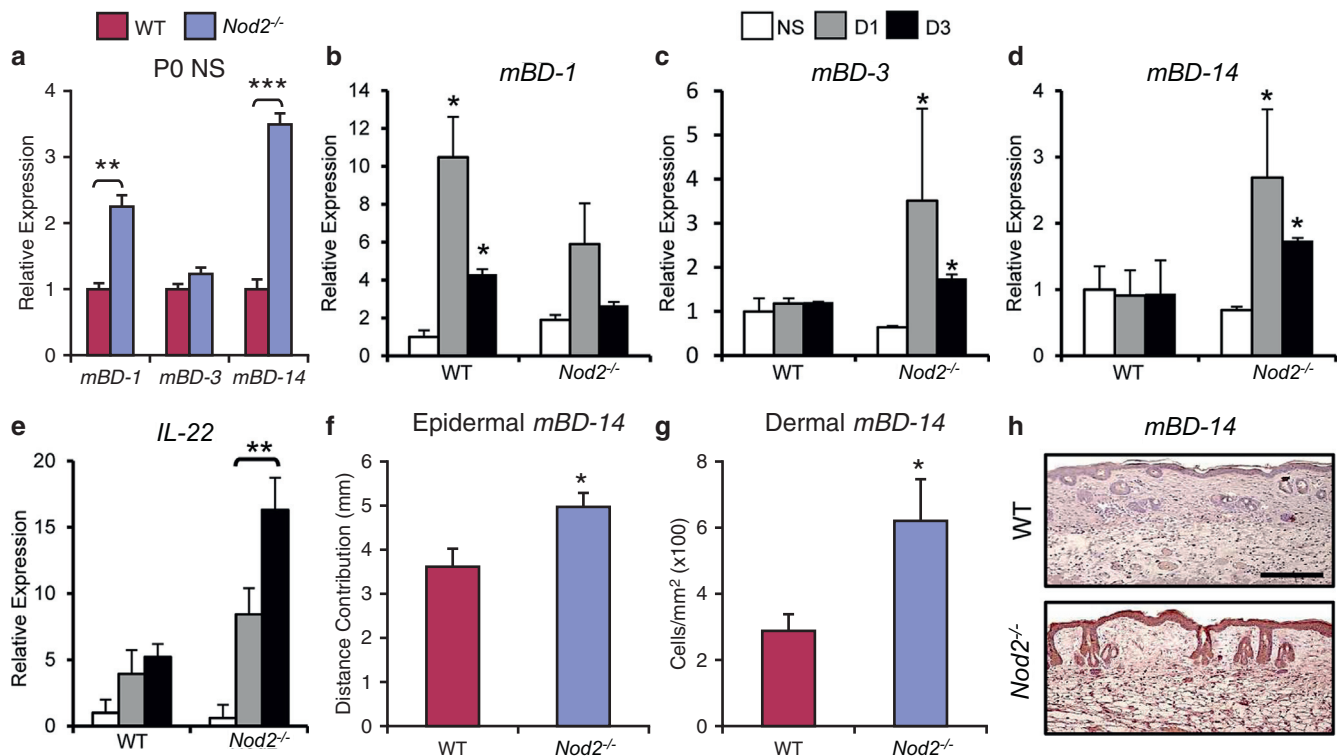 WT Nod2-/-
NS D1 D3
a P0 NS
Relative Expression
4
3
2
1
0
** ***
mBD-1 mBD-3 mBD-14
b mBD-1
Relative Expression
14
12
10
8
6
4
2
0
* *
WT Nod2-/-
c mBD-3
Relative Expression
6
5
4
3
2
1
0
* *
WT Nod2-/-
d mBD-14
Relative Expression
4
3
2
1
0
* *
WT Nod2-/-
e IL-22
Relative Expression
20
15
10
5
0
**
WT Nod2-/-
f Epidermal mBD-14
Distance Contribution (mm)
6
5
4
3
2
1
0
*
WT Nod2-/-
g Dermal mBD-14
Cells/mm2 (x100)
8
6
4
2
0
*
WT Nod2-/-
h mBD-14
WT
Nod2-/-